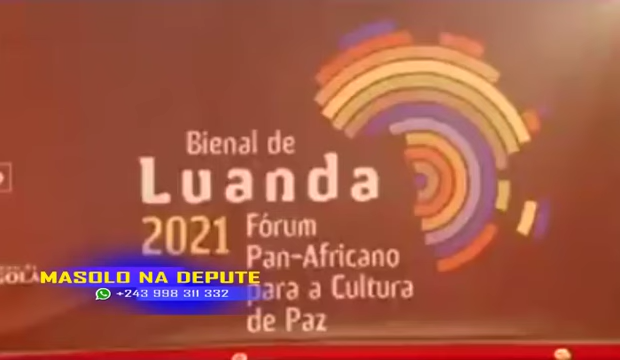 Bienal de
Luanda
2021 Fórum
Pan-Africano
para a Cultura
de Paz
MASOLO NA DEPUTE
+243 998 311 332